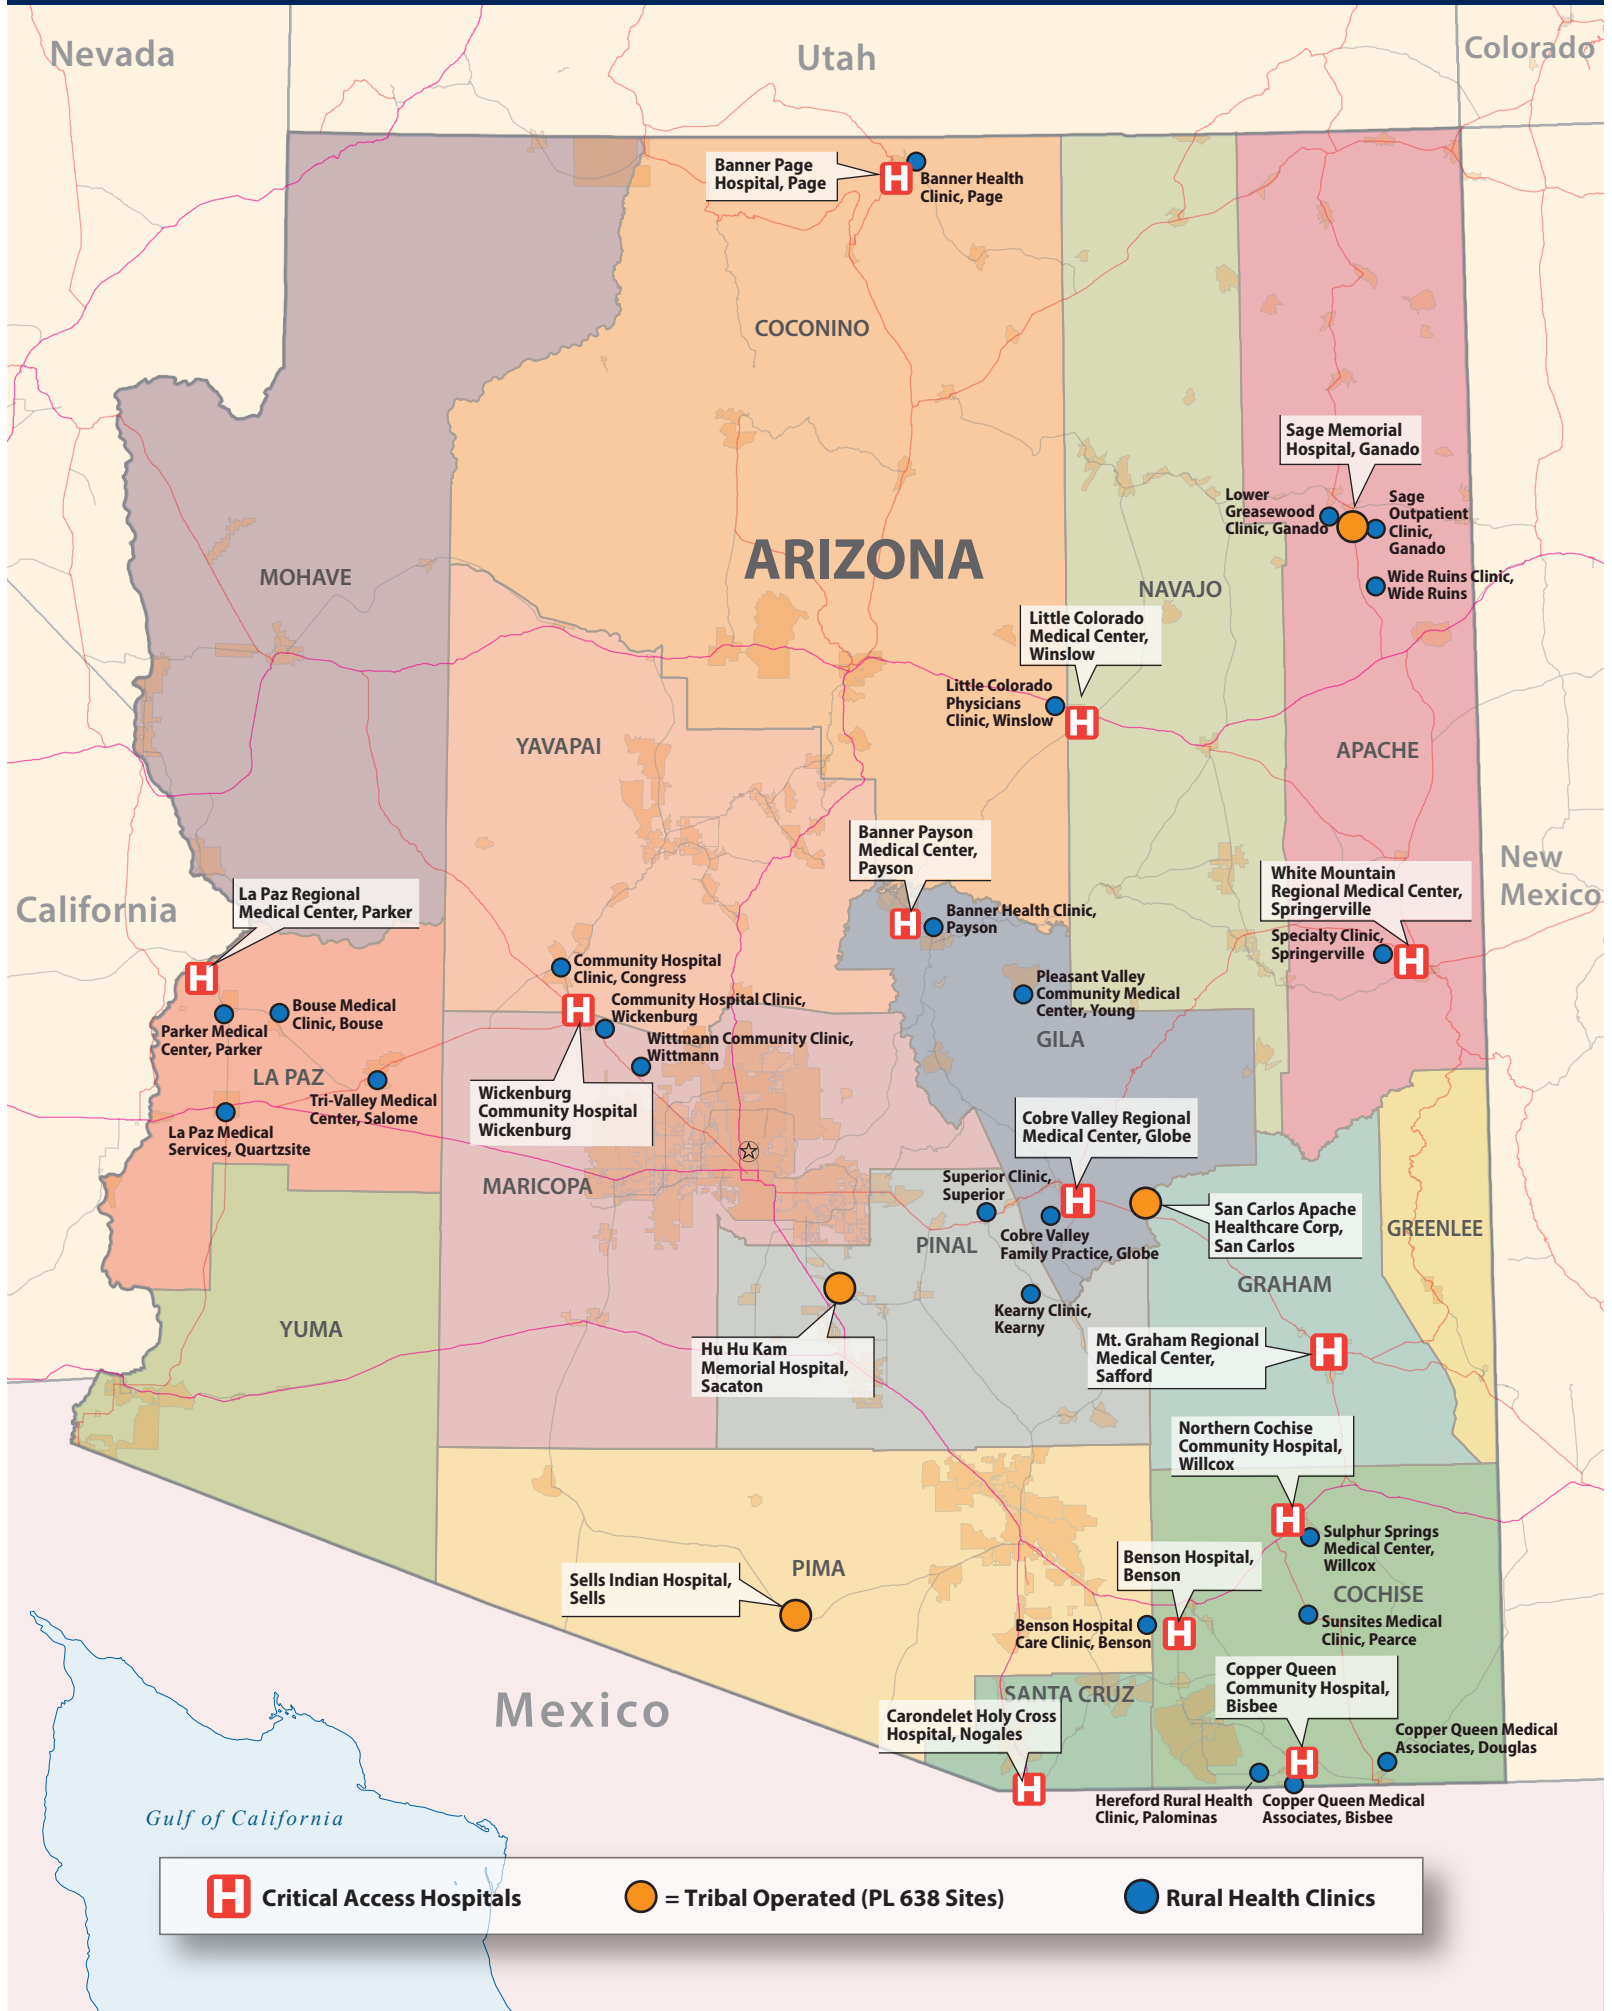 Nevada
Utah
Colorado
Banner Page
Hospital, Page
Banner Health
Clinic, Page
COCONINO
Sage Memorial
Hospital, Ganado
Lower
Greasewood
Clinic, Ganado
Sage
Outpatient
Clinic,
Ganado
ARIZONA
MOHAVE
NAVAJO
Wide Ruins Clinic,
Wide Ruins
Little Colorado
Medical Center,
Winslow
Little Colorado
Physicians
Clinic, Winslow
YAVAPAI
APACHE
Banner Payson
Medical Center,
Payson
New
Mexico
White Mountain
Regional Medical Center,
Springerville
California
La Paz Regional
Medical Center, Parker
H
Banner Health Clinic,
Payson
Specialty Clinic,
Springerville
H
H
H
H
H
Community Hospital
Clinic, Congress
Pleasant Valley
Community Medical
Center, Young
H
Community Hospital Clinic,
Wickenburg
Bouse Medical
Clinic, Bouse
Parker Medical
Center, Parker
Wittmann Community Clinic,
Wittmann
GILA
LA PAZ
Tri-Valley Medical
Center, Salome
Wickenburg
Community Hospital
Wickenburg
Cobre Valley Regional
Medical Center, Globe
La Paz Medical
Services, Quartzsite
MARICOPA
Superior Clinic,
Superior
H
San Carlos Apache
Healthcare Corp,
San Carlos
GREENLEE
PINAL
Cobre Valley
Family Practice, Globe
GRAHAM
Kearny Clinic,
Kearny
YUMA
Hu Hu Kam
Memorial Hospital,
Sacaton
Mt. Graham Regional
Medical Center,
Safford
H
Northern Cochise
Community Hospital,
Willcox
H
Sulphur Springs
Medical Center,
Willcox
Benson Hospital,
Benson
PIMA
Sells Indian Hospital,
Sells
COCHISE
Benson Hospital
Care Clinic, Benson
H
Sunsites Medical
Clinic, Pearce
Copper Queen
Community Hospital,
Bisbee
SANTA CRUZ
Mexico
Carondelet Holy Cross
Hospital, Nogales
Copper Queen Medical
Associates, Douglas
H
H
Hereford Rural Health
Clinic, Palominas
Copper Queen Medical
Associates, Bisbee
Gulf of California
H Critical Access Hospitals
= Tribal Operated (PL 638 Sites)
Rural Health Clinics